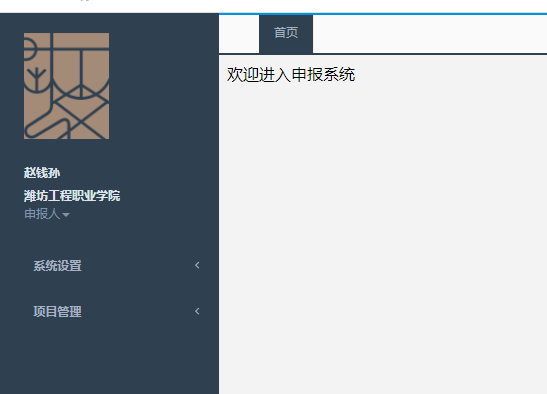 首页
欢迎进入申报系统
赵钱孙
潍坊工程职业学院
申报人
系统设置
项目管理